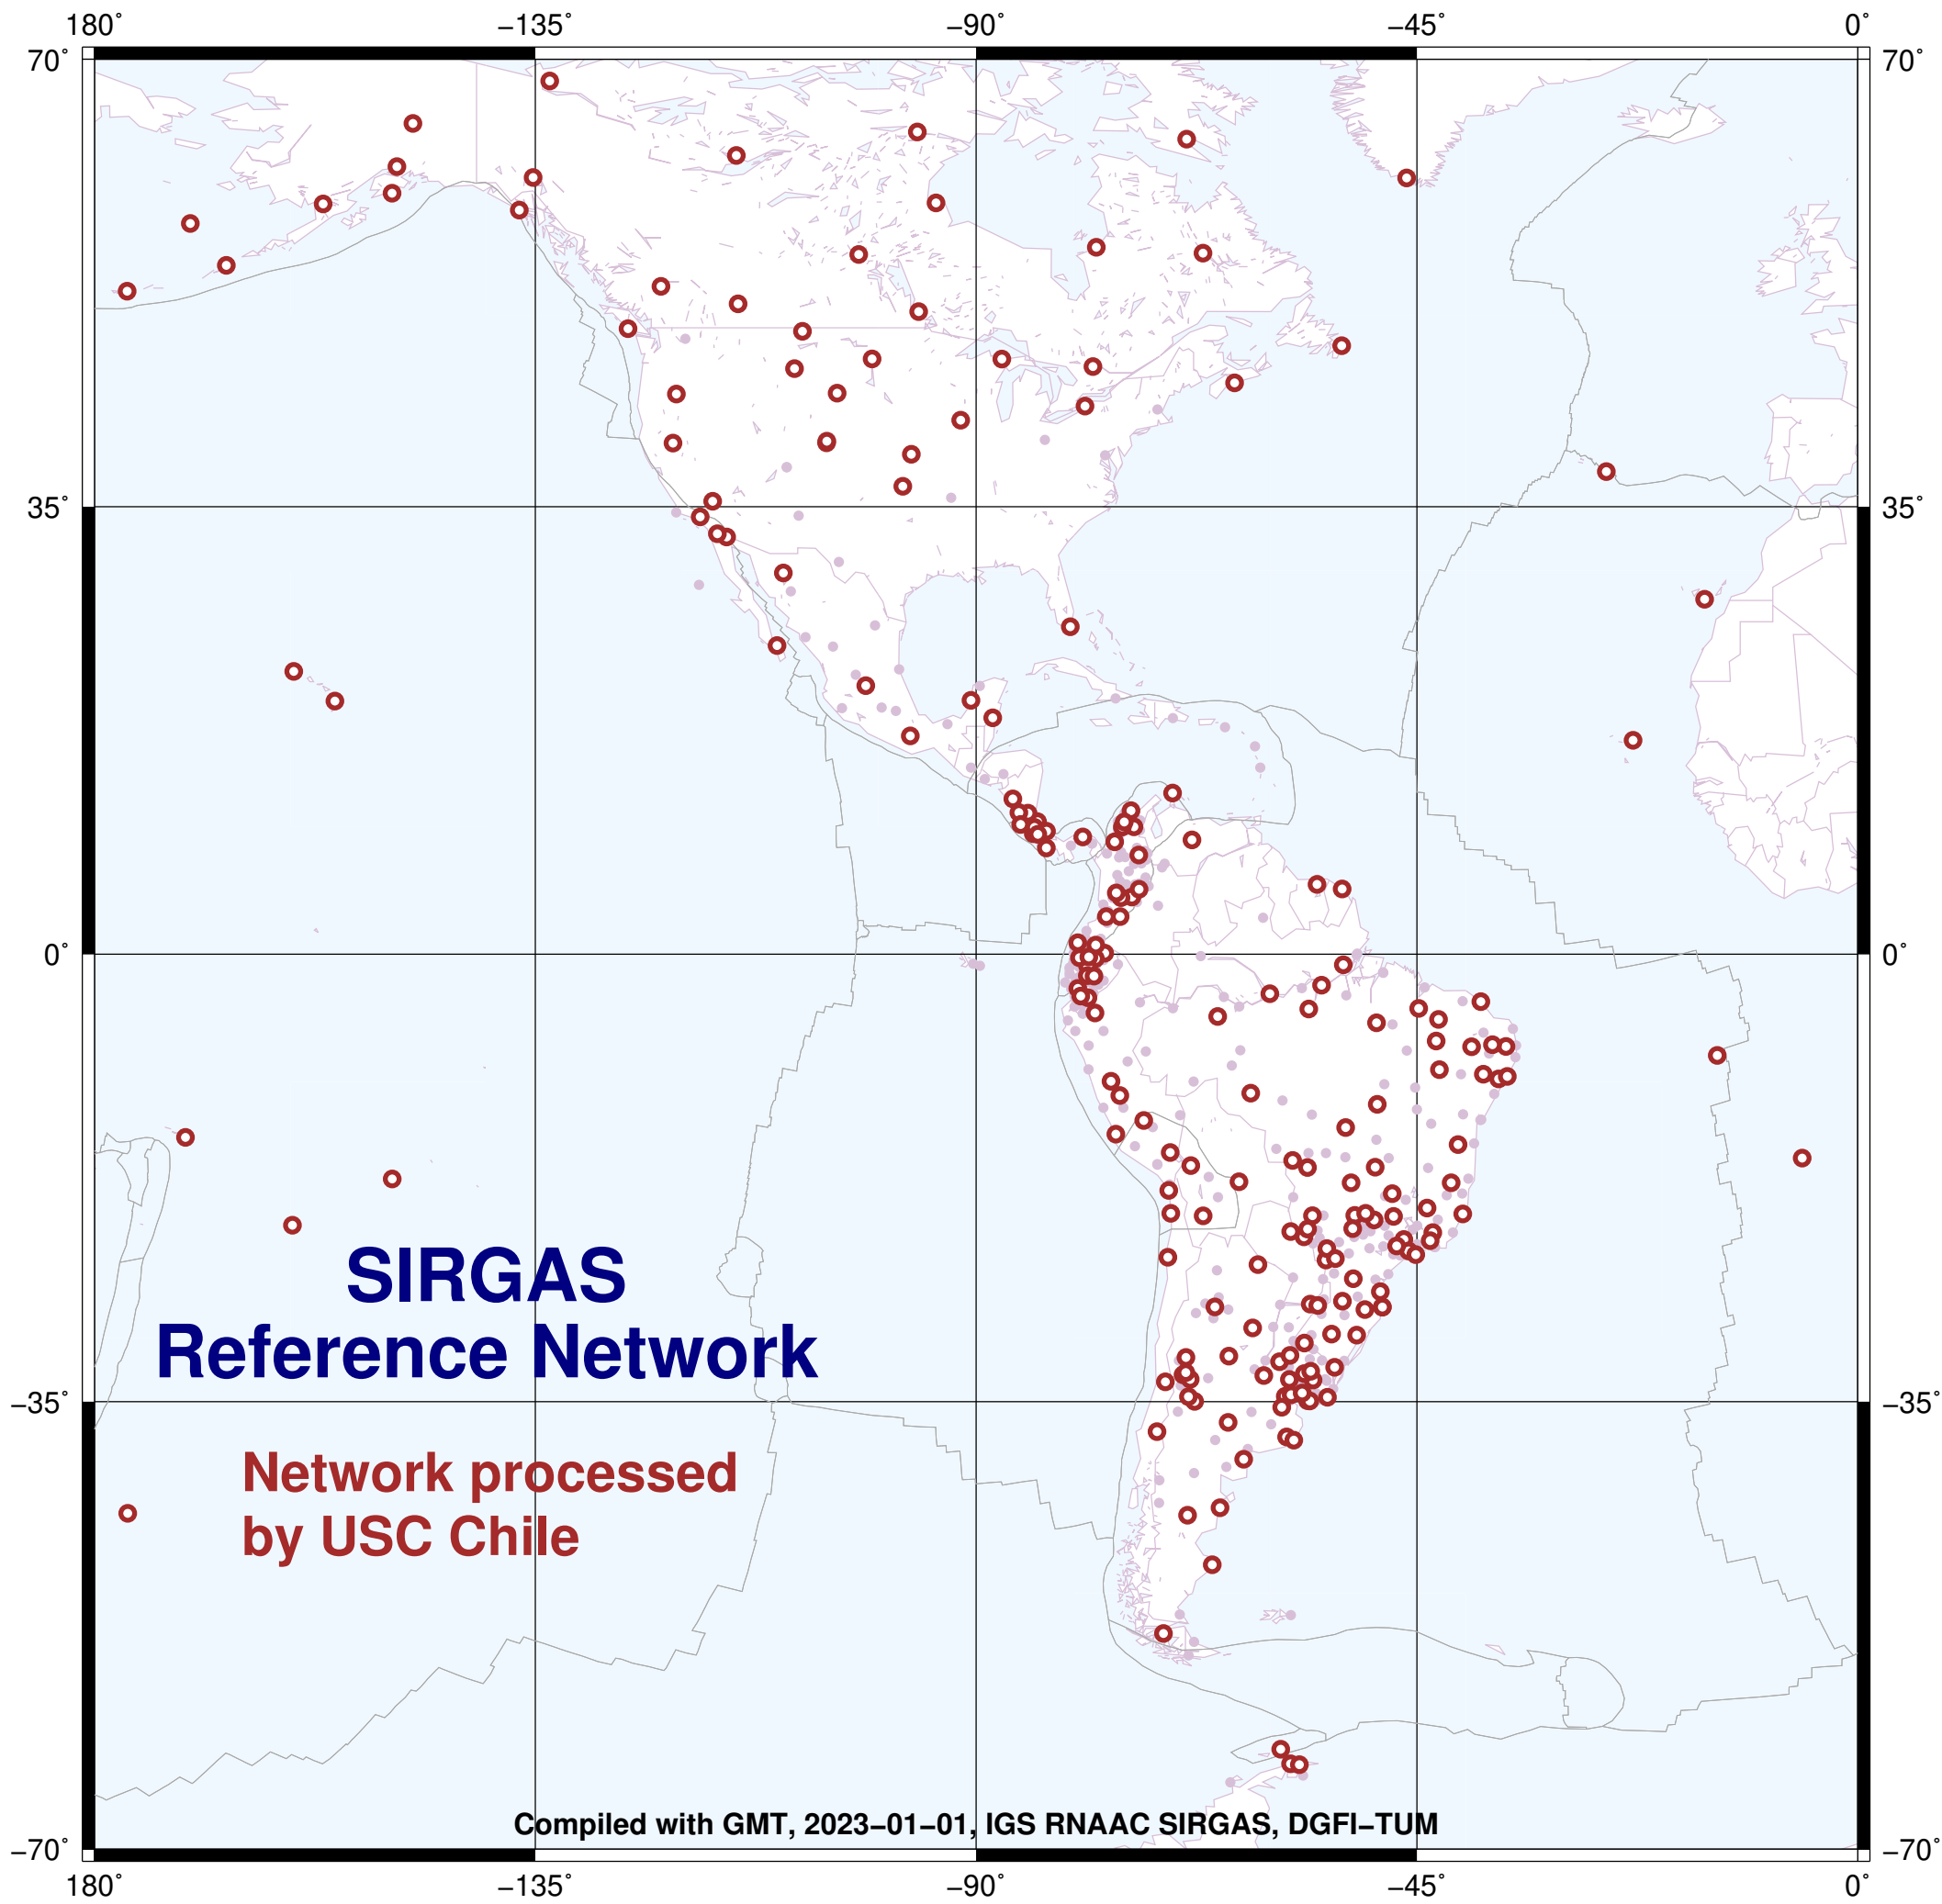 180° −135° −90° −45° 0°
70° 70°
35° 35°
0° 0°
SIRGAS
Reference Network
−35° −35°
Network processed
by USC Chile
Compiled with GMT, 2023−01−01, IGS RNAAC SIRGAS, DGFI−TUM
−70° −70°
180° −135° −90° −45° 0°